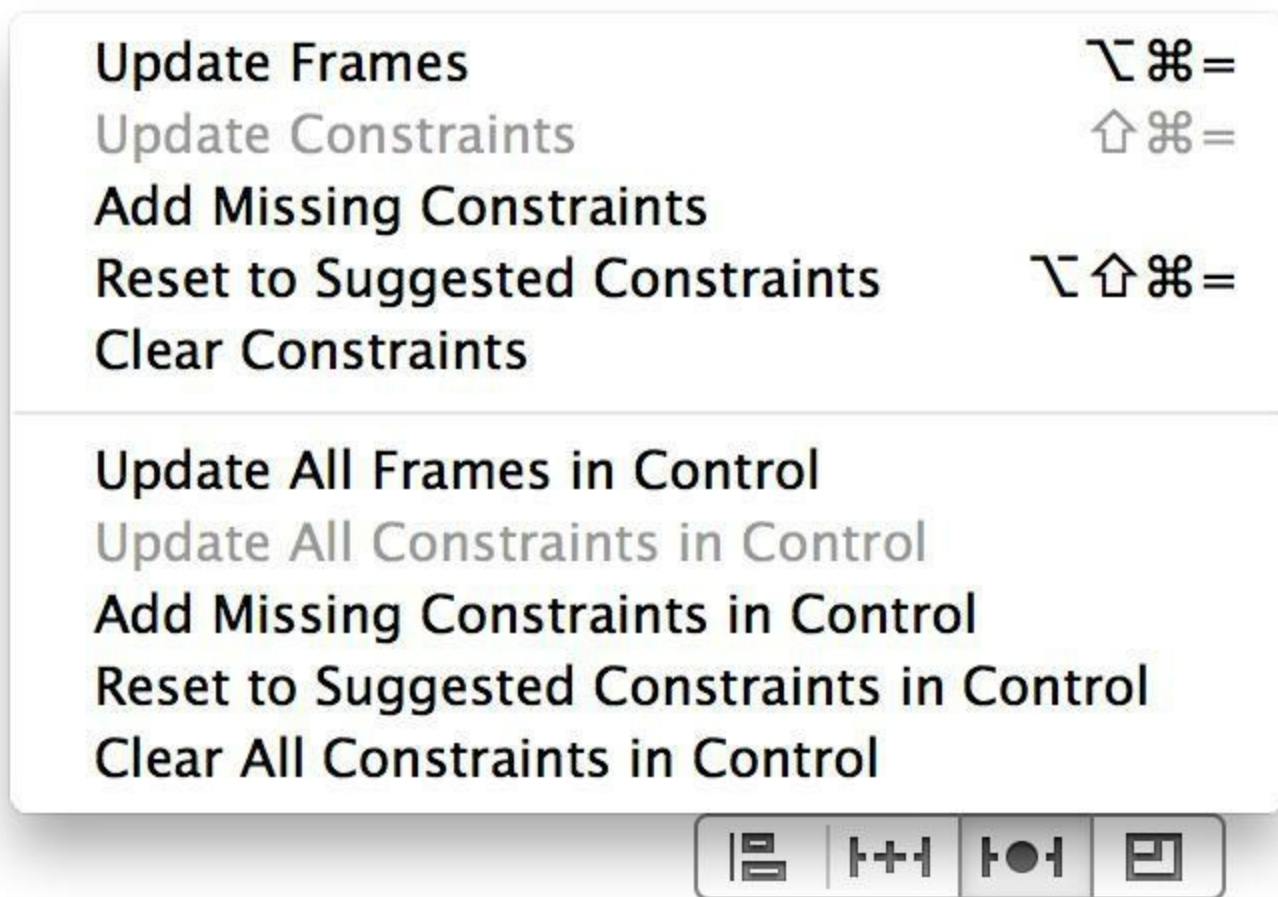 Update Frames ⌥⌘=
Update Constraints ⇧⌘=
Add Missing Constraints
Reset to Suggested Constraints ⌥⇧⌘=
Clear Constraints
Update All Frames in Control
Update All Constraints in Control
Add Missing Constraints in Control
Reset to Suggested Constraints in Control
Clear All Constraints in Control